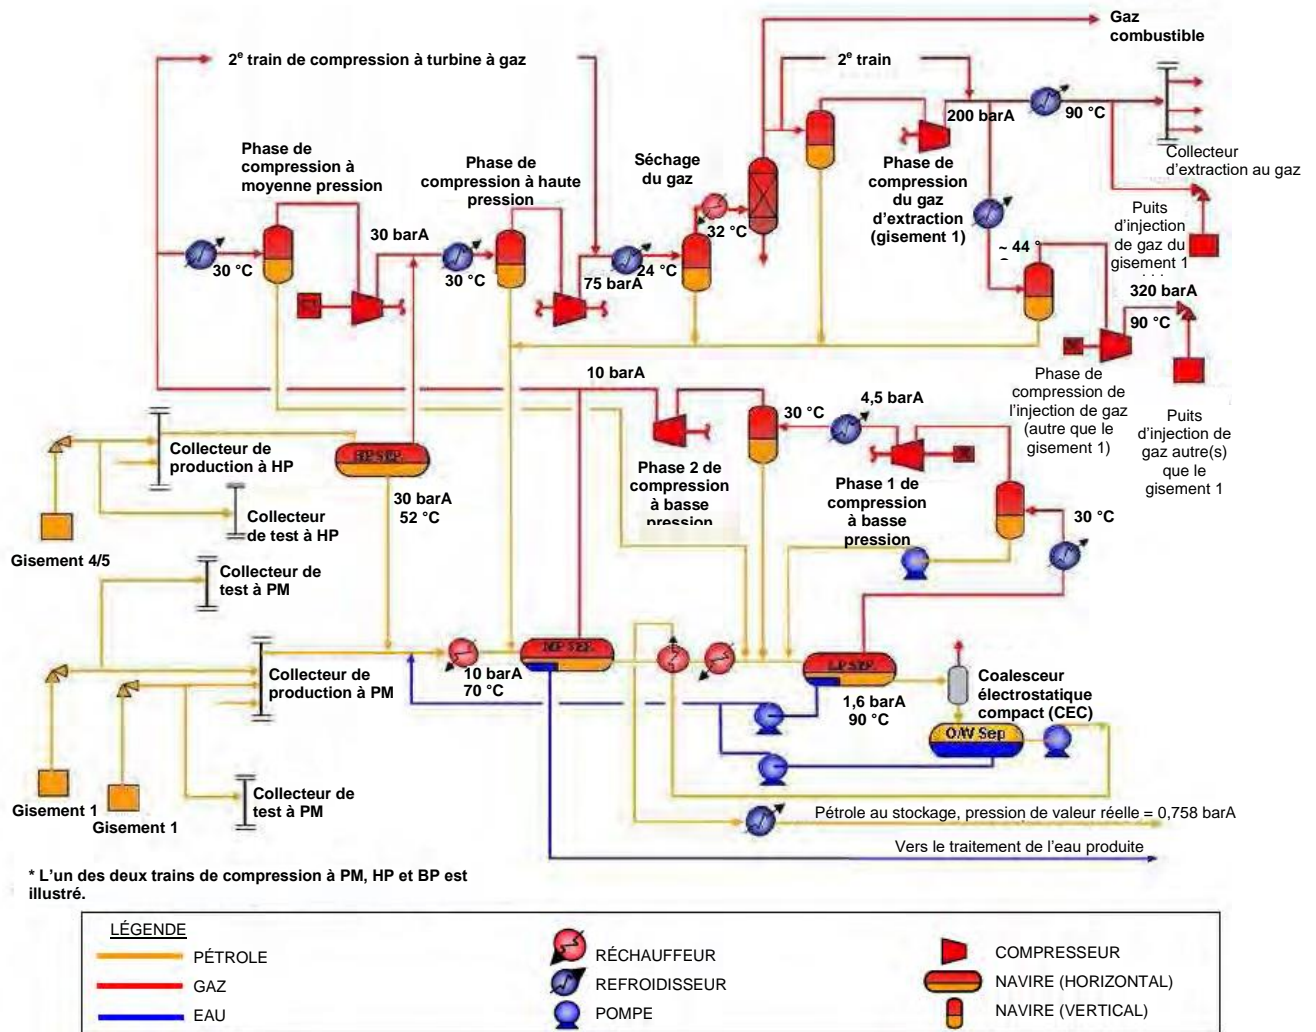 Gaz
combustible
2e train de compression à turbine à gaz
2e train
200 barA
90 °C
Collecteur
d'extraction au gaz
Phase de
compression à
moyenne pression
Phase de
compression à haute
pression
Séchage
du gaz
Phase de
compression
du gaz
d'extraction
(gisement 1)
Puits
d'injection
de gaz du
gisement 1
30 barA
30 °C
30 °C
75 barA
24 °C
32 °C
~ 44 °
320 barA
90 °C
Phase de
compression de
l'injection de gaz
(autre que le
gisement 1)
Puits
d'injection de
gaz autre(s)
que le
gisement 1
10 barA
30 °C
4,5 barA
Phase 2 de
compression
à basse
pression
Phase 1 de
compression
à basse
pression
30 °C
Collecteur de
production à HP
HP SEP.
30 barA
52 °C
Collecteur
de test à HP
Gisement 4/5
Collecteur de
test à PM
Collecteur de
production à PM
MP SEP.
10 barA
70 °C
LP SEP.
1,6 barA
90 °C
Coalesceur
électrostatique
compact (CEC)
O/W Sep
Gisement 1
Gisement 1
Collecteur de
test à PM
Pétrole au stockage, pression de valeur réelle = 0,758 barA
Vers le traitement de l'eau produite
* L'un des deux trains de compression à PM, HP et BP est
illustré.
LÉGENDE
PÉTROLE
GAZ
EAU
RÉCHAUFFEUR
REFROIDISSEUR
POMPE
COMPRESSEUR
NAVIRE (HORIZONTAL)
NAVIRE (VERTICAL)